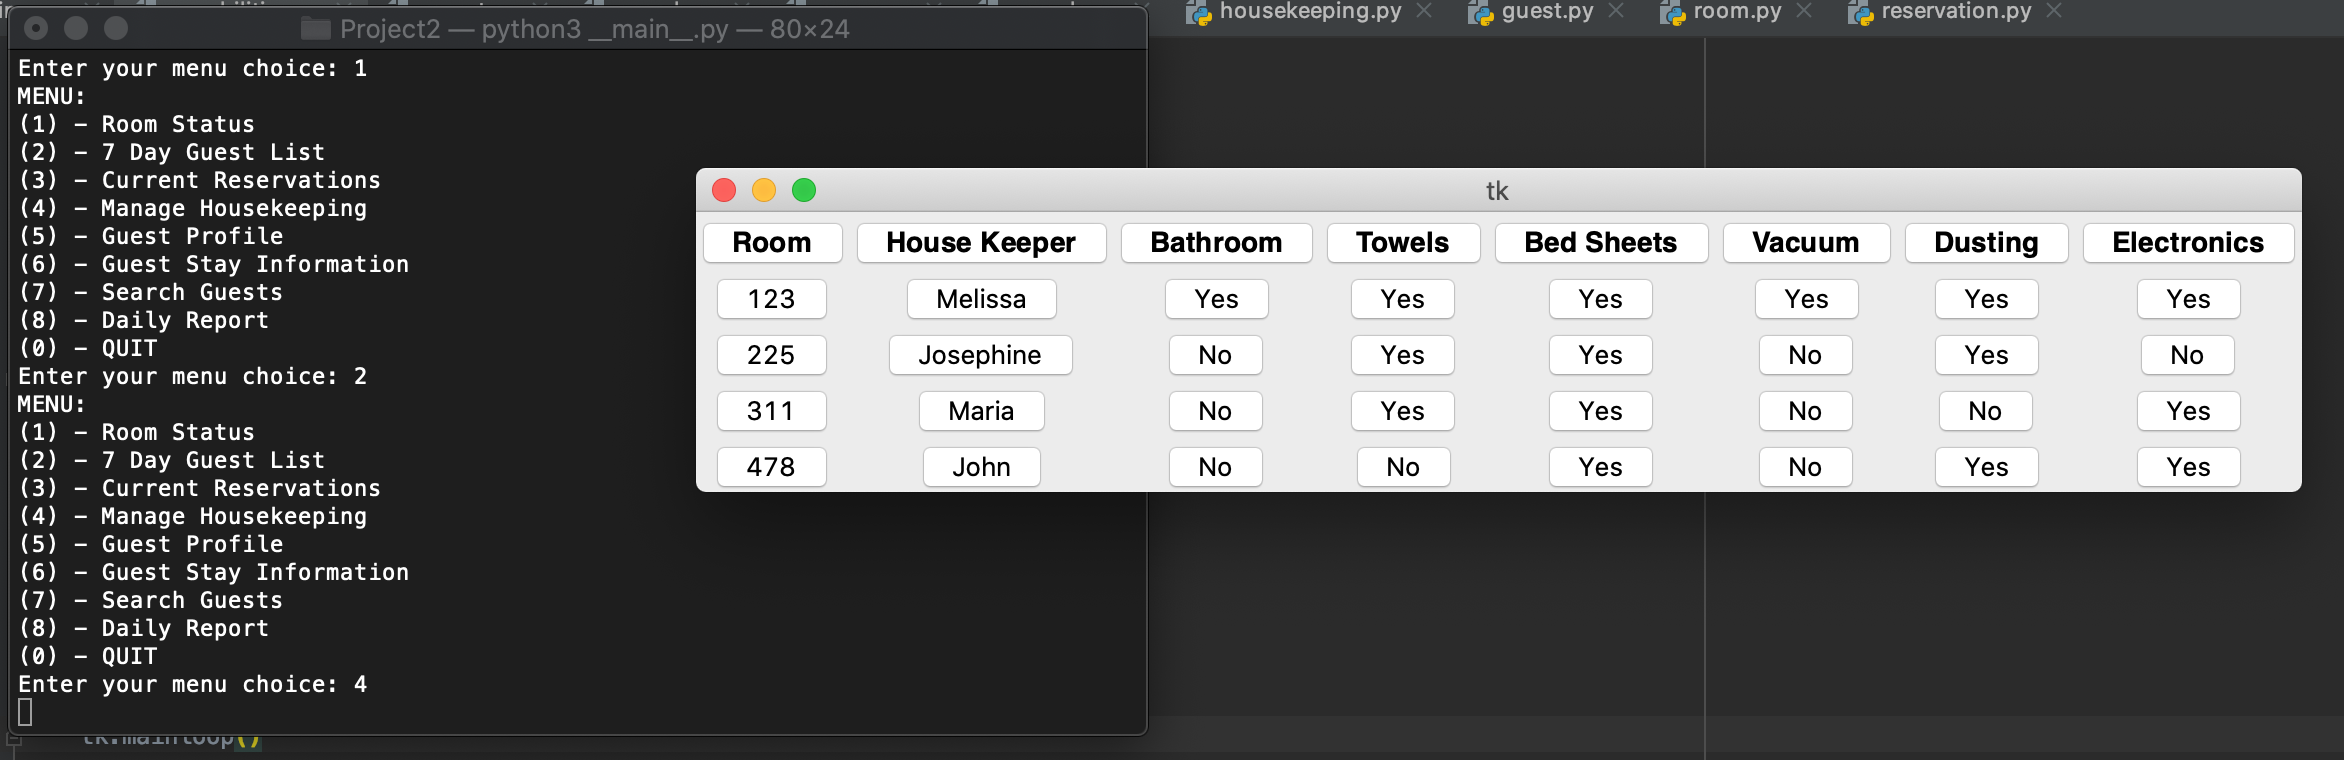 housekeeping.py guest.py room.py reservation.py
Project2 — python3 __main__.py — 80×24
Enter your menu choice: 1
MENU:
(1) - Room Status
(2) - 7 Day Guest List
(3) - Current Reservations
(4) - Manage Housekeeping
(5) - Guest Profile
(6) - Guest Stay Information
(7) - Search Guests
(8) - Daily Report
(0) - QUIT
Enter your menu choice: 2
MENU:
(1) - Room Status
(2) - 7 Day Guest List
(3) - Current Reservations
(4) - Manage Housekeeping
(5) - Guest Profile
(6) - Guest Stay Information
(7) - Search Guests
(8) - Daily Report
(0) - QUIT
Enter your menu choice: 4
tk
Room House Keeper Bathroom Towels Bed Sheets Vacuum Dusting Electronics
123 Melissa Yes Yes Yes Yes Yes Yes
225 Josephine No Yes Yes No Yes No
311 Maria No Yes Yes No No Yes
478 John No No Yes No Yes Yes
tk.mainloop()